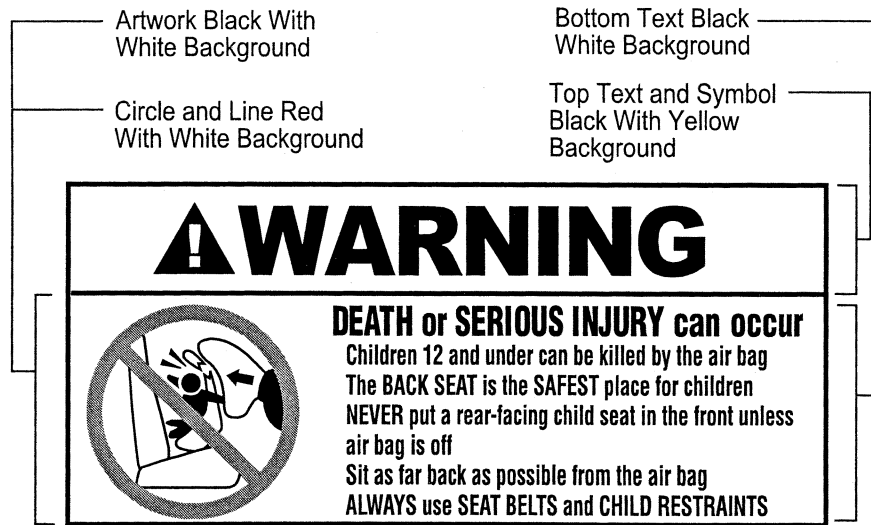 Artwork Black With
White Background
Bottom Text Black
White Background
Circle and Line Red
With White Background
Top Text and Symbol
Black With Yellow
Background
WARNING
DEATH or SERIOUS INJURY can occur
Children 12 and under can be killed by the air bag
The BACK SEAT is the SAFEST place for children
NEVER put a rear-facing child seat in the front unless
air bag is off
Sit as far back as possible from the air bag
ALWAYS use SEAT BELTS and CHILD RESTRAINTS